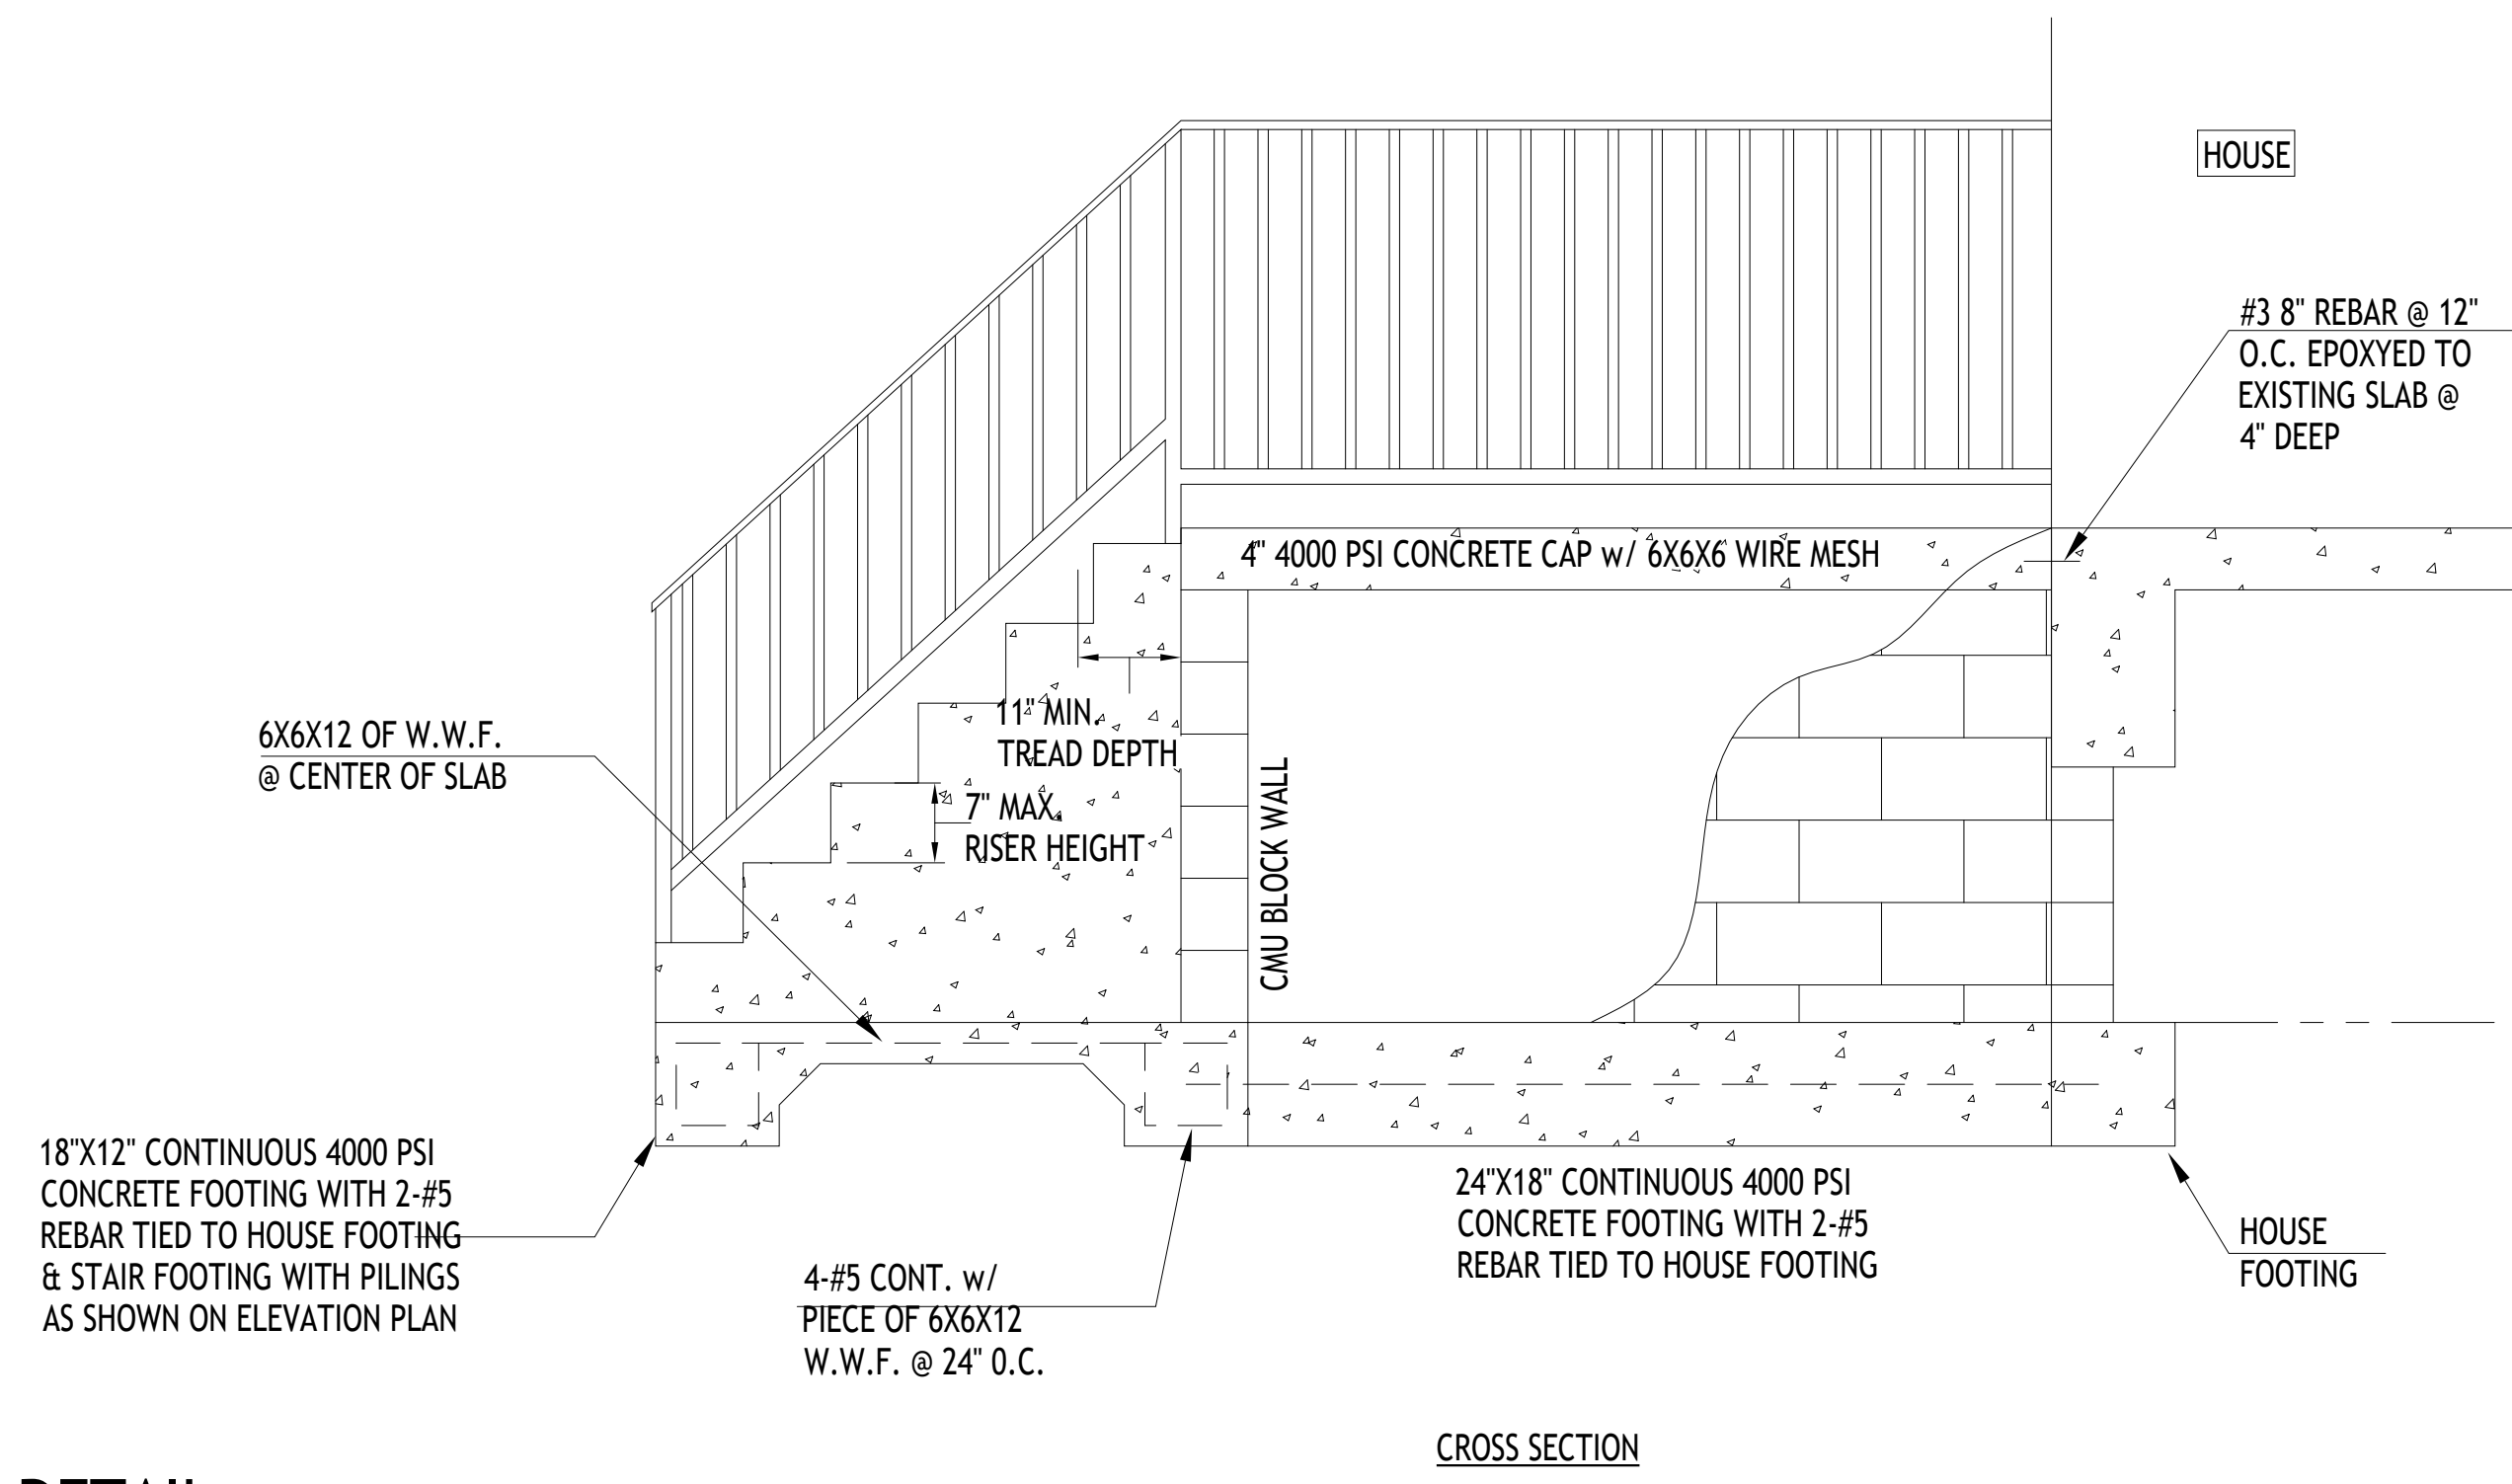 HOUSE
#3 8" REBAR @ 12"
O.C. EPOXYED TO
EXISTING SLAB @
4" DEEP
4" 4000 PSI CONCRETE CAP w/ 6X6X6 WIRE MESH
6X6X12 OF W.W.F.
@ CENTER OF SLAB
11" MIN.
TREAD DEPTH
7" MAX.
RISER HEIGHT
CMU BLOCK WALL
18"X12" CONTINUOUS 4000 PSI
CONCRETE FOOTING WITH 2-#5
REBAR TIED TO HOUSE FOOTING
& STAIR FOOTING WITH PILINGS
AS SHOWN ON ELEVATION PLAN
4-#5 CONT. w/
PIECE OF 6X6X12
W.W.F. @ 24" O.C.
24"X18" CONTINUOUS 4000 PSI
CONCRETE FOOTING WITH 2-#5
REBAR TIED TO HOUSE FOOTING
HOUSE
FOOTING
CROSS SECTION